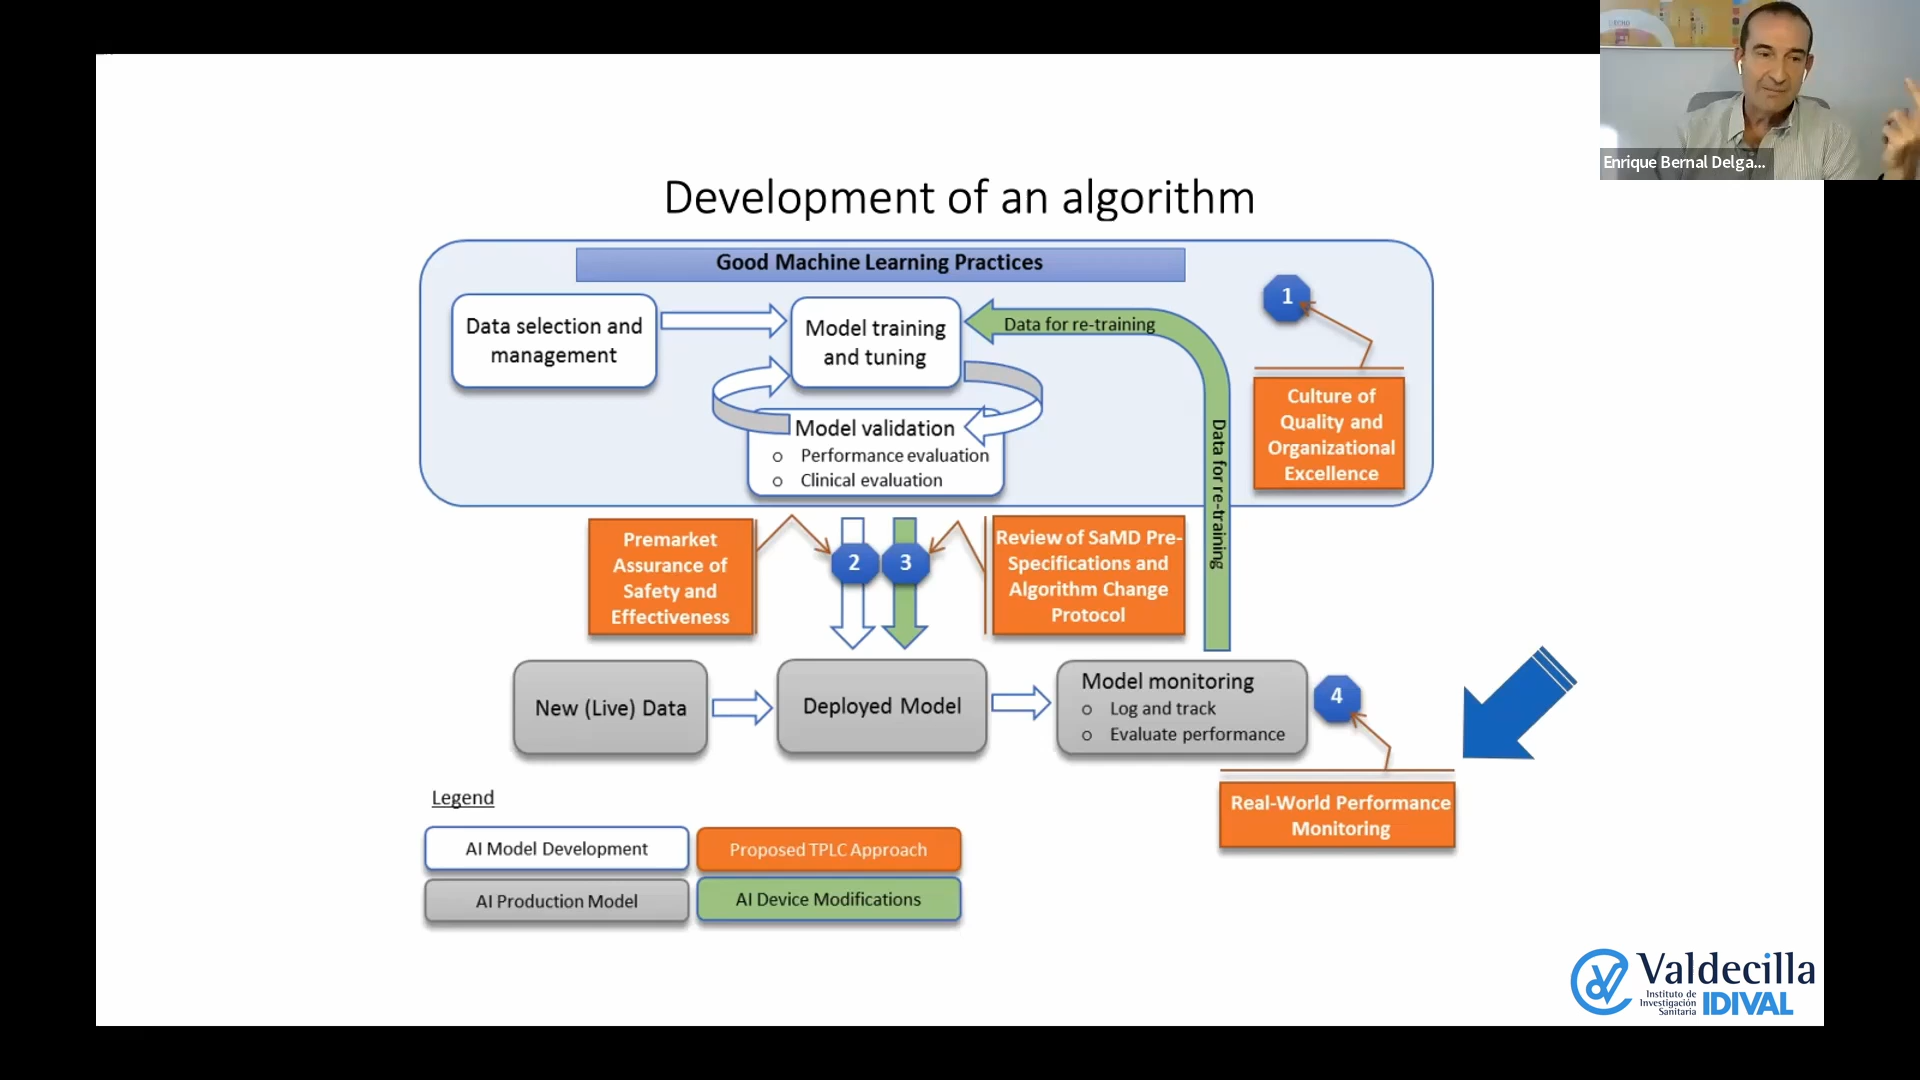 Enrique Bernal Delga...
Development of an algorithm
Good Machine Learning Practices
Data selection and
management
Model training
and tuning
Data for re-training
1
Culture of
Quality and
Organizational
Excellence
Model validation
o Performance evaluation
o Clinical evaluation
Data for re-training
Premarket
Assurance of
Safety and
Effectiveness
2
3
Review of SaMD Pre-
Specifications and
Algorithm Change
Protocol
New (Live) Data
Deployed Model
Model monitoring
o Log and track
o Evaluate performance
4
Real-World Performance
Monitoring
Legend
AI Model Development
Proposed TPLC Approach
AI Production Model
AI Device Modifications
Valdecilla
Instituto de
Investigación
Sanitaria
IDIVAL